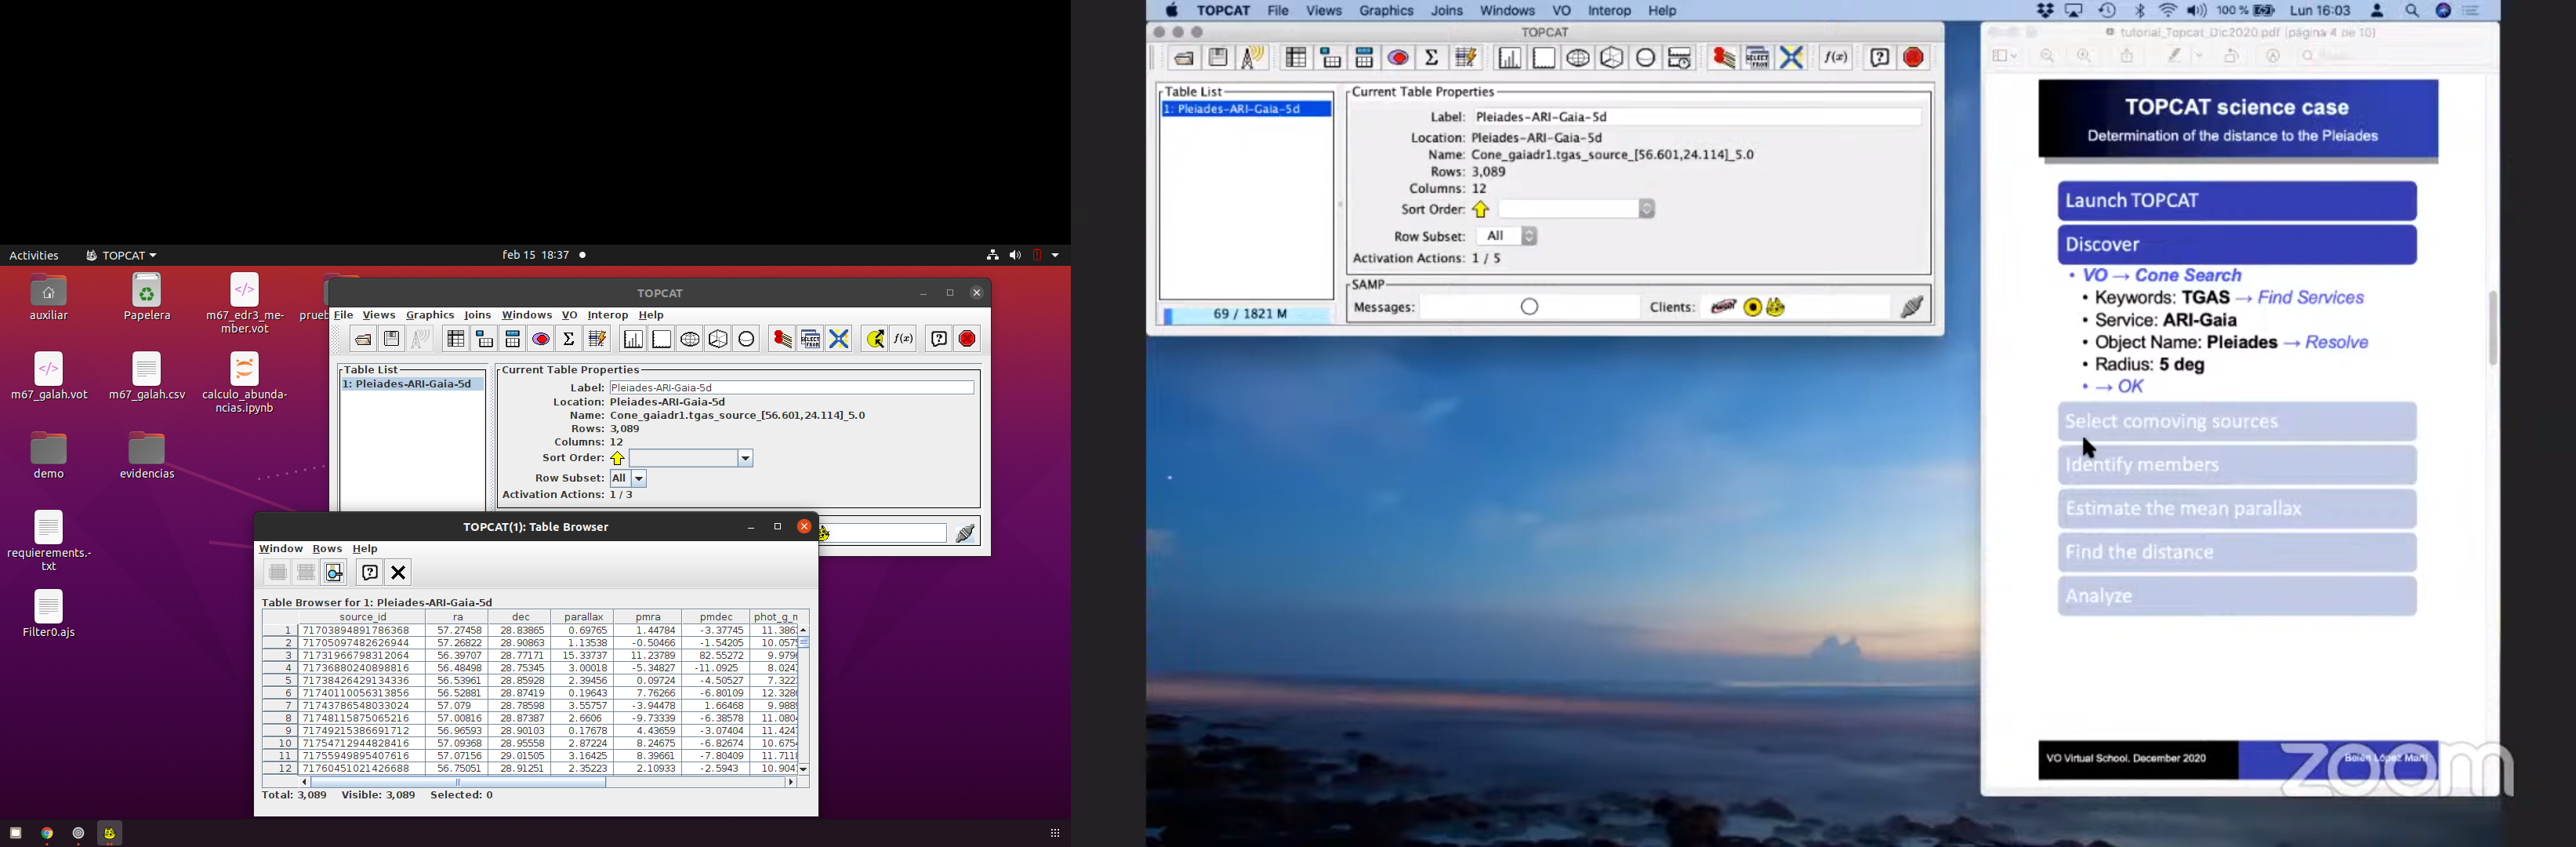 Activities
TOPCAT
feb 15 18:37
auxiliar
Papelera
m67_edr3_me-
mber.vot
prueb
m67_galah.vot
m67_galah.csv
calculo_abunda-
ncias.ipynb
demo
evidencias
requierements.-
txt
Filter0.ajs
TOPCAT
File Views Graphics Joins Windows VO Interop Help
Table List
1: Pleiades-ARI-Gaia-5d
Current Table Properties
Label: Pleiades-ARI-Gaia-5d
Location: Pleiades-ARI-Gaia-5d
Name: Cone_gaiadr1.tgas_source_[56.601,24.114]_5.0
Rows: 3,089
Columns: 12
Sort Order:
Row Subset: All
Activation Actions: 1 / 3
TOPCAT(1): Table Browser
Window Rows Help
Table Browser for 1: Pleiades-ARI-Gaia-5d
source_id ra dec parallax pmra pmdec phot_g_n
1 71703894891786368 57.27458 28.83865 0.69765 1.44784 -3.37745 11.386
2 71705097482626944 57.26822 28.90863 1.13538 -0.50466 -1.54205 10.057
3 71731966798312064 56.39707 28.77171 15.33737 11.23789 82.55272 9.979
4 71736880240898816 56.48498 28.75345 3.00018 -5.34827 -11.0925 8.024
5 71738426429134336 56.53961 28.85928 2.39456 0.09724 -4.50527 7.322
6 71740110056313856 56.52881 28.87419 0.19643 7.76266 -6.80109 12.328
7 71743786548033024 57.079 28.78598 3.55757 -3.94478 1.66468 9.988
8 71748115875065216 57.00816 28.87387 2.6606 -9.73339 -6.38578 11.080
9 71749215386691712 56.96593 28.90103 0.17678 4.43659 -3.07404 11.424
10 71754712944828416 57.09368 28.95558 2.87224 8.24675 -6.82674 10.675
11 71755949895407616 57.07156 29.01505 3.16425 8.39661 -7.80409 11.711
12 71760451021426688 56.75051 28.91251 2.35223 2.10933 -2.5943 10.904
Total: 3,089 Visible: 3,089 Selected: 0
TOPCAT File Views Graphics Joins Windows VO Interop Help
100 % Lun 16:03
TOPCAT
SELECT
FROM
f(x)
Table List
1: Pleiades-ARI-Gaia-5d
69 / 1821 M
Current Table Properties
Label: Pleiades-ARI-Gaia-5d
Location: Pleiades-ARI-Gaia-5d
Name: Cone_gaiadr1.tgas_source_[56.601,24.114]_5.0
Rows: 3,089
Columns: 12
Sort Order:
Row Subset: All
Activation Actions: 1 / 5
SAMP
Messages:
Clients:
tutorial_Topcat_Dic2020.pdf (página 4 de 10)
TOPCAT science case
Determination of the distance to the Pleiades
Launch TOPCAT
Discover
• VO → Cone Search
• Keywords: TGAS → Find Services
• Service: ARI-Gaia
• Object Name: Pleiades → Resolve
• Radius: 5 deg
• → OK
Select comoving sources
Identify members
Estimate the mean parallax
Find the distance
Analyze
VO Virtual School. December 2020
Belén López Martí
zoom